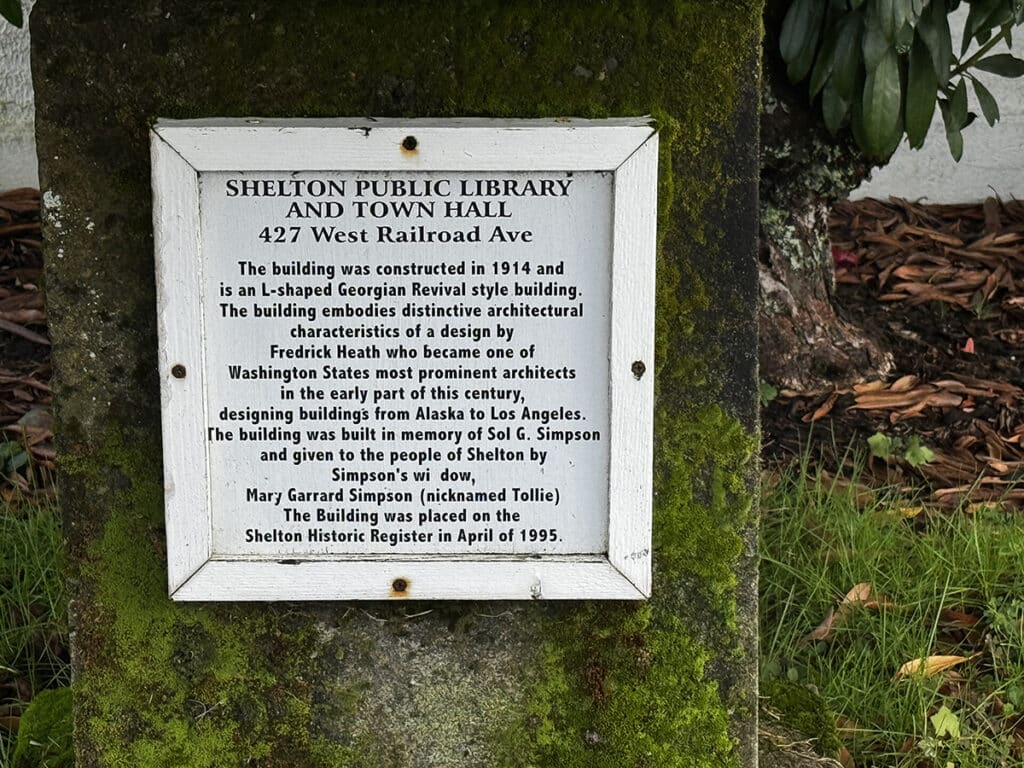 SHELTON PUBLIC LIBRARY
AND TOWN HALL
427 West Railroad Ave
The building was constructed in 1914 and
is an L-shaped Georgian Revival style building.
The building embodies distinctive architectural
characteristics of a design by
Fredrick Heath who became one of
Washington States most prominent architects
in the early part of this century,
designing buildings from Alaska to Los Angeles.
The building was built in memory of Sol G. Simpson
and given to the people of Shelton by
Simpson's wi dow,
Mary Garrard Simpson (nicknamed Tollie)
The Building was placed on the
Shelton Historic Register in April of 1995.